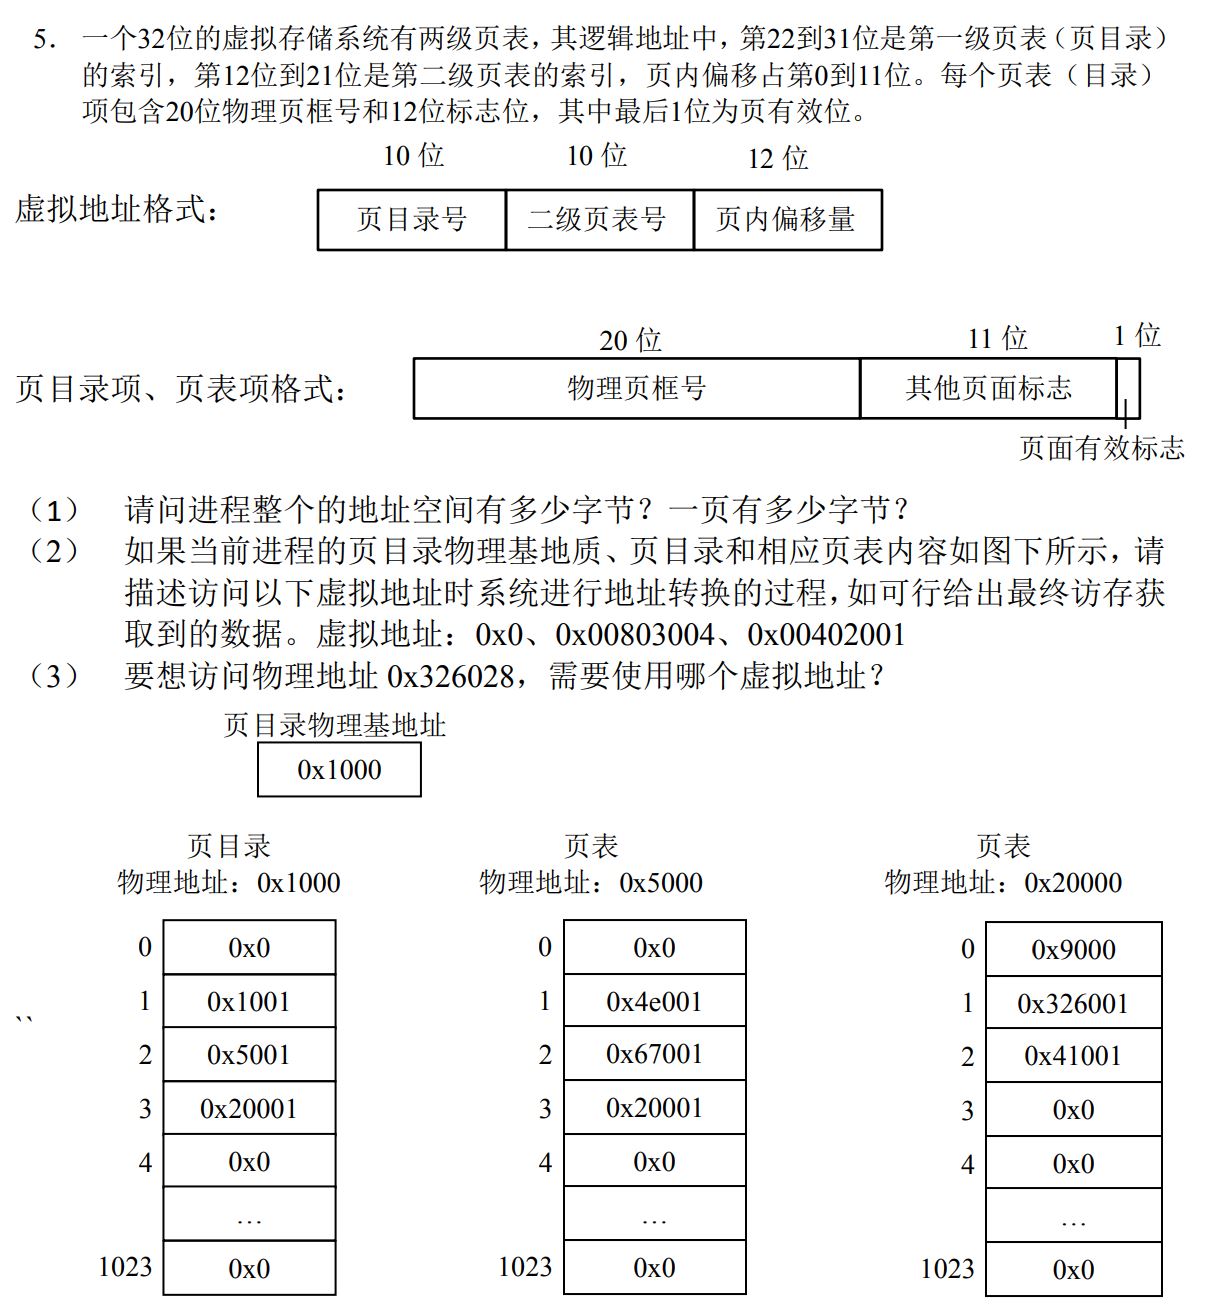 5. 一个32位的虚拟存储系统有两级页表，其逻辑地址中，第22到31位是第一级页表（页目录）
的索引，第12位到21位是第二级页表的索引，页内偏移占第0到11位。每个页表（目录）
项包含20位物理页框号和12位标志位，其中最后1位为页有效位。
10 位 10 位 12 位
虚拟地址格式： 页目录号 二级页表号 页内偏移量
20 位 11 位 1 位
页目录项、页表项格式： 物理页框号 其他页面标志
页面有效标志
（1） 请问进程整个的地址空间有多少字节？一页有多少字节？
（2） 如果当前进程的页目录物理基地质、页目录和相应页表内容如图下所示，请
描述访问以下虚拟地址时系统进行地址转换的过程，如可行给出最终访存获
取到的数据。虚拟地址：0x0、0x00803004、0x00402001
（3） 要想访问物理地址 0x326028，需要使用哪个虚拟地址？
页目录物理基地址
0x1000
页目录 页表 页表
物理地址：0x1000 物理地址：0x5000 物理地址：0x20000
0 0x0 0 0x0 0 0x9000
1 0x1001 1 0x4e001 1 0x326001
``
2 0x5001 2 0x67001 2 0x41001
3 0x20001 3 0x20001 3 0x0
4 0x0 4 0x0 4 0x0
… … …
1023 0x0 1023 0x0 1023 0x0